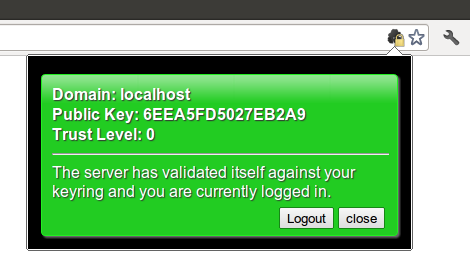 Domain: localhost
Public Key: 6EEA5FD5027EB2A9
Trust Level: 0
The server has validated itself against your
keyring and you are currently logged in.
Logout close